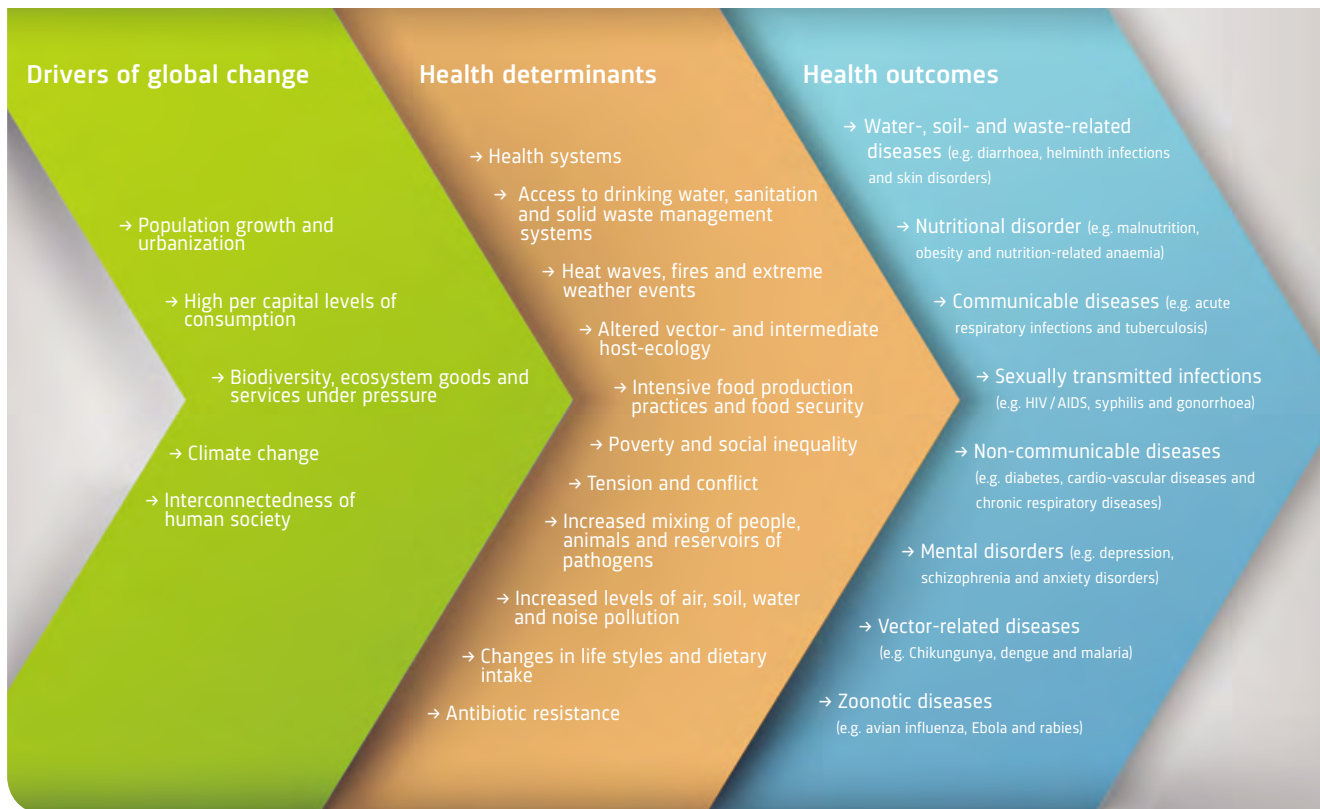 Drivers of global change
→ Population growth and
urbanization
→ High per capital levels of
consumption
→ Biodiversity, ecosystem goods and
services under pressure
→ Climate change
→ Interconnectedness of
human society
Health determinants
→ Health systems
→ Access to drinking water, sanitation
and solid waste management
systems
→ Heat waves, fires and extreme
weather events
→ Altered vector- and intermediate
host-ecology
→ Intensive food production
practices and food security
→ Poverty and social inequality
→ Tension and conflict
→ Increased mixing of people,
animals and reservoirs of
pathogens
→ Increased levels of air, soil, water
and noise pollution
→ Changes in life styles and dietary
intake
→ Antibiotic resistance
Health outcomes
→ Water-, soil- and waste-related
diseases (e.g. diarrhoea, helminth infections
and skin disorders)
→ Nutritional disorder (e.g. malnutrition,
obesity and nutrition-related anaemia)
→ Communicable diseases (e.g. acute
respiratory infections and tuberculosis)
→ Sexually transmitted infections
(e.g. HIV / AIDS, syphilis and gonorrhoea)
→ Non-communicable diseases
(e.g. diabetes, cardio-vascular diseases and
chronic respiratory diseases)
→ Mental disorders (e.g. depression,
schizophrenia and anxiety disorders)
→ Vector-related diseases
(e.g. Chikungunya, dengue and malaria)
→ Zoonotic diseases
(e.g. avian influenza, Ebola and rabies)